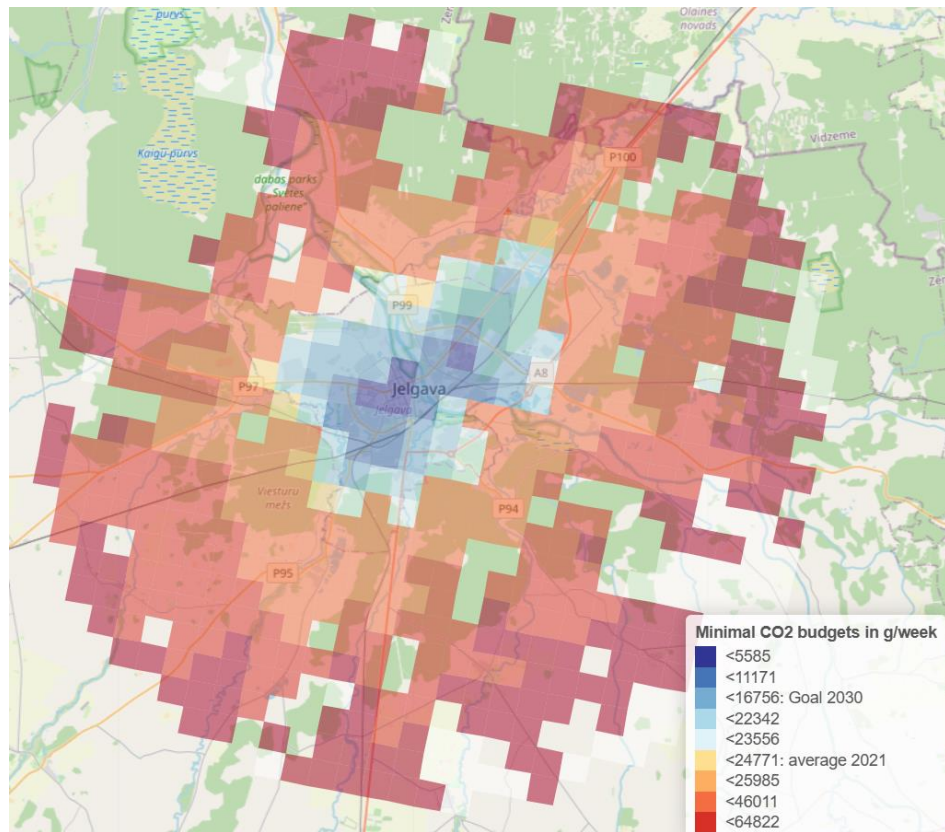 purvs
Olaines
novads
Kaigu purvs
P100
Vidzeme
dabas parks
„Svētes
paliene"
P99
P97
Jelgava
Jelgava
A8
Viesturu
mežs
P94
P95
Minimal CO2 budgets in g/week
<5585
<11171
<16756: Goal 2030
<22342
<23556
<24771: average 2021
<25985
<46011
<64822